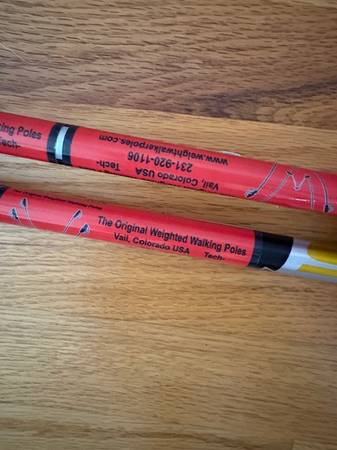 ing Poles
Tech-
www.weightwalkerpoles.com
231-920-1106
Vail, Colorado USA Tech-
The Original Weighted Walking Poles
Vail, Colorado USA Tech-